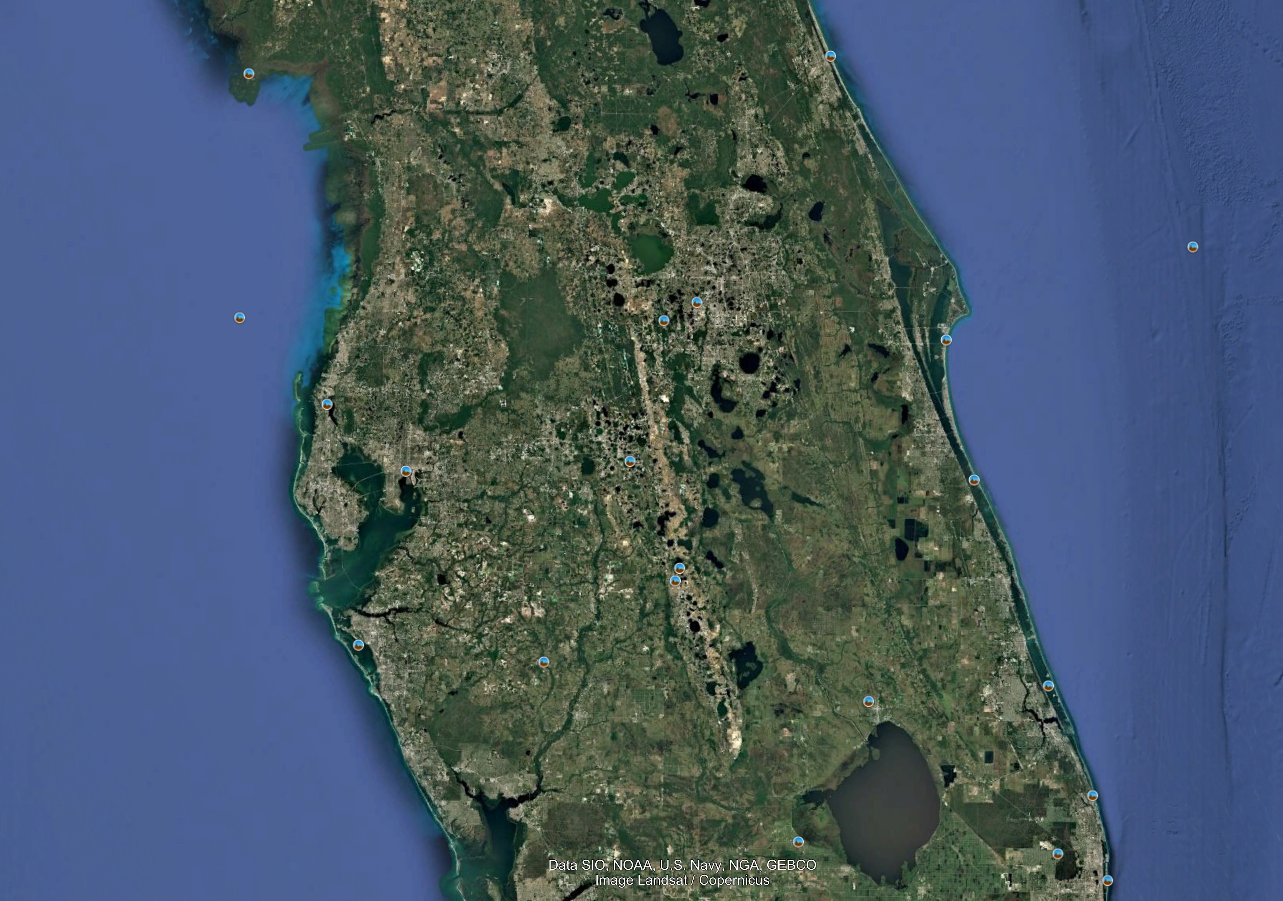 Data SIO, NOAA, U.S. Navy, NGA, GEBCO
Image Landsat / Copernicus